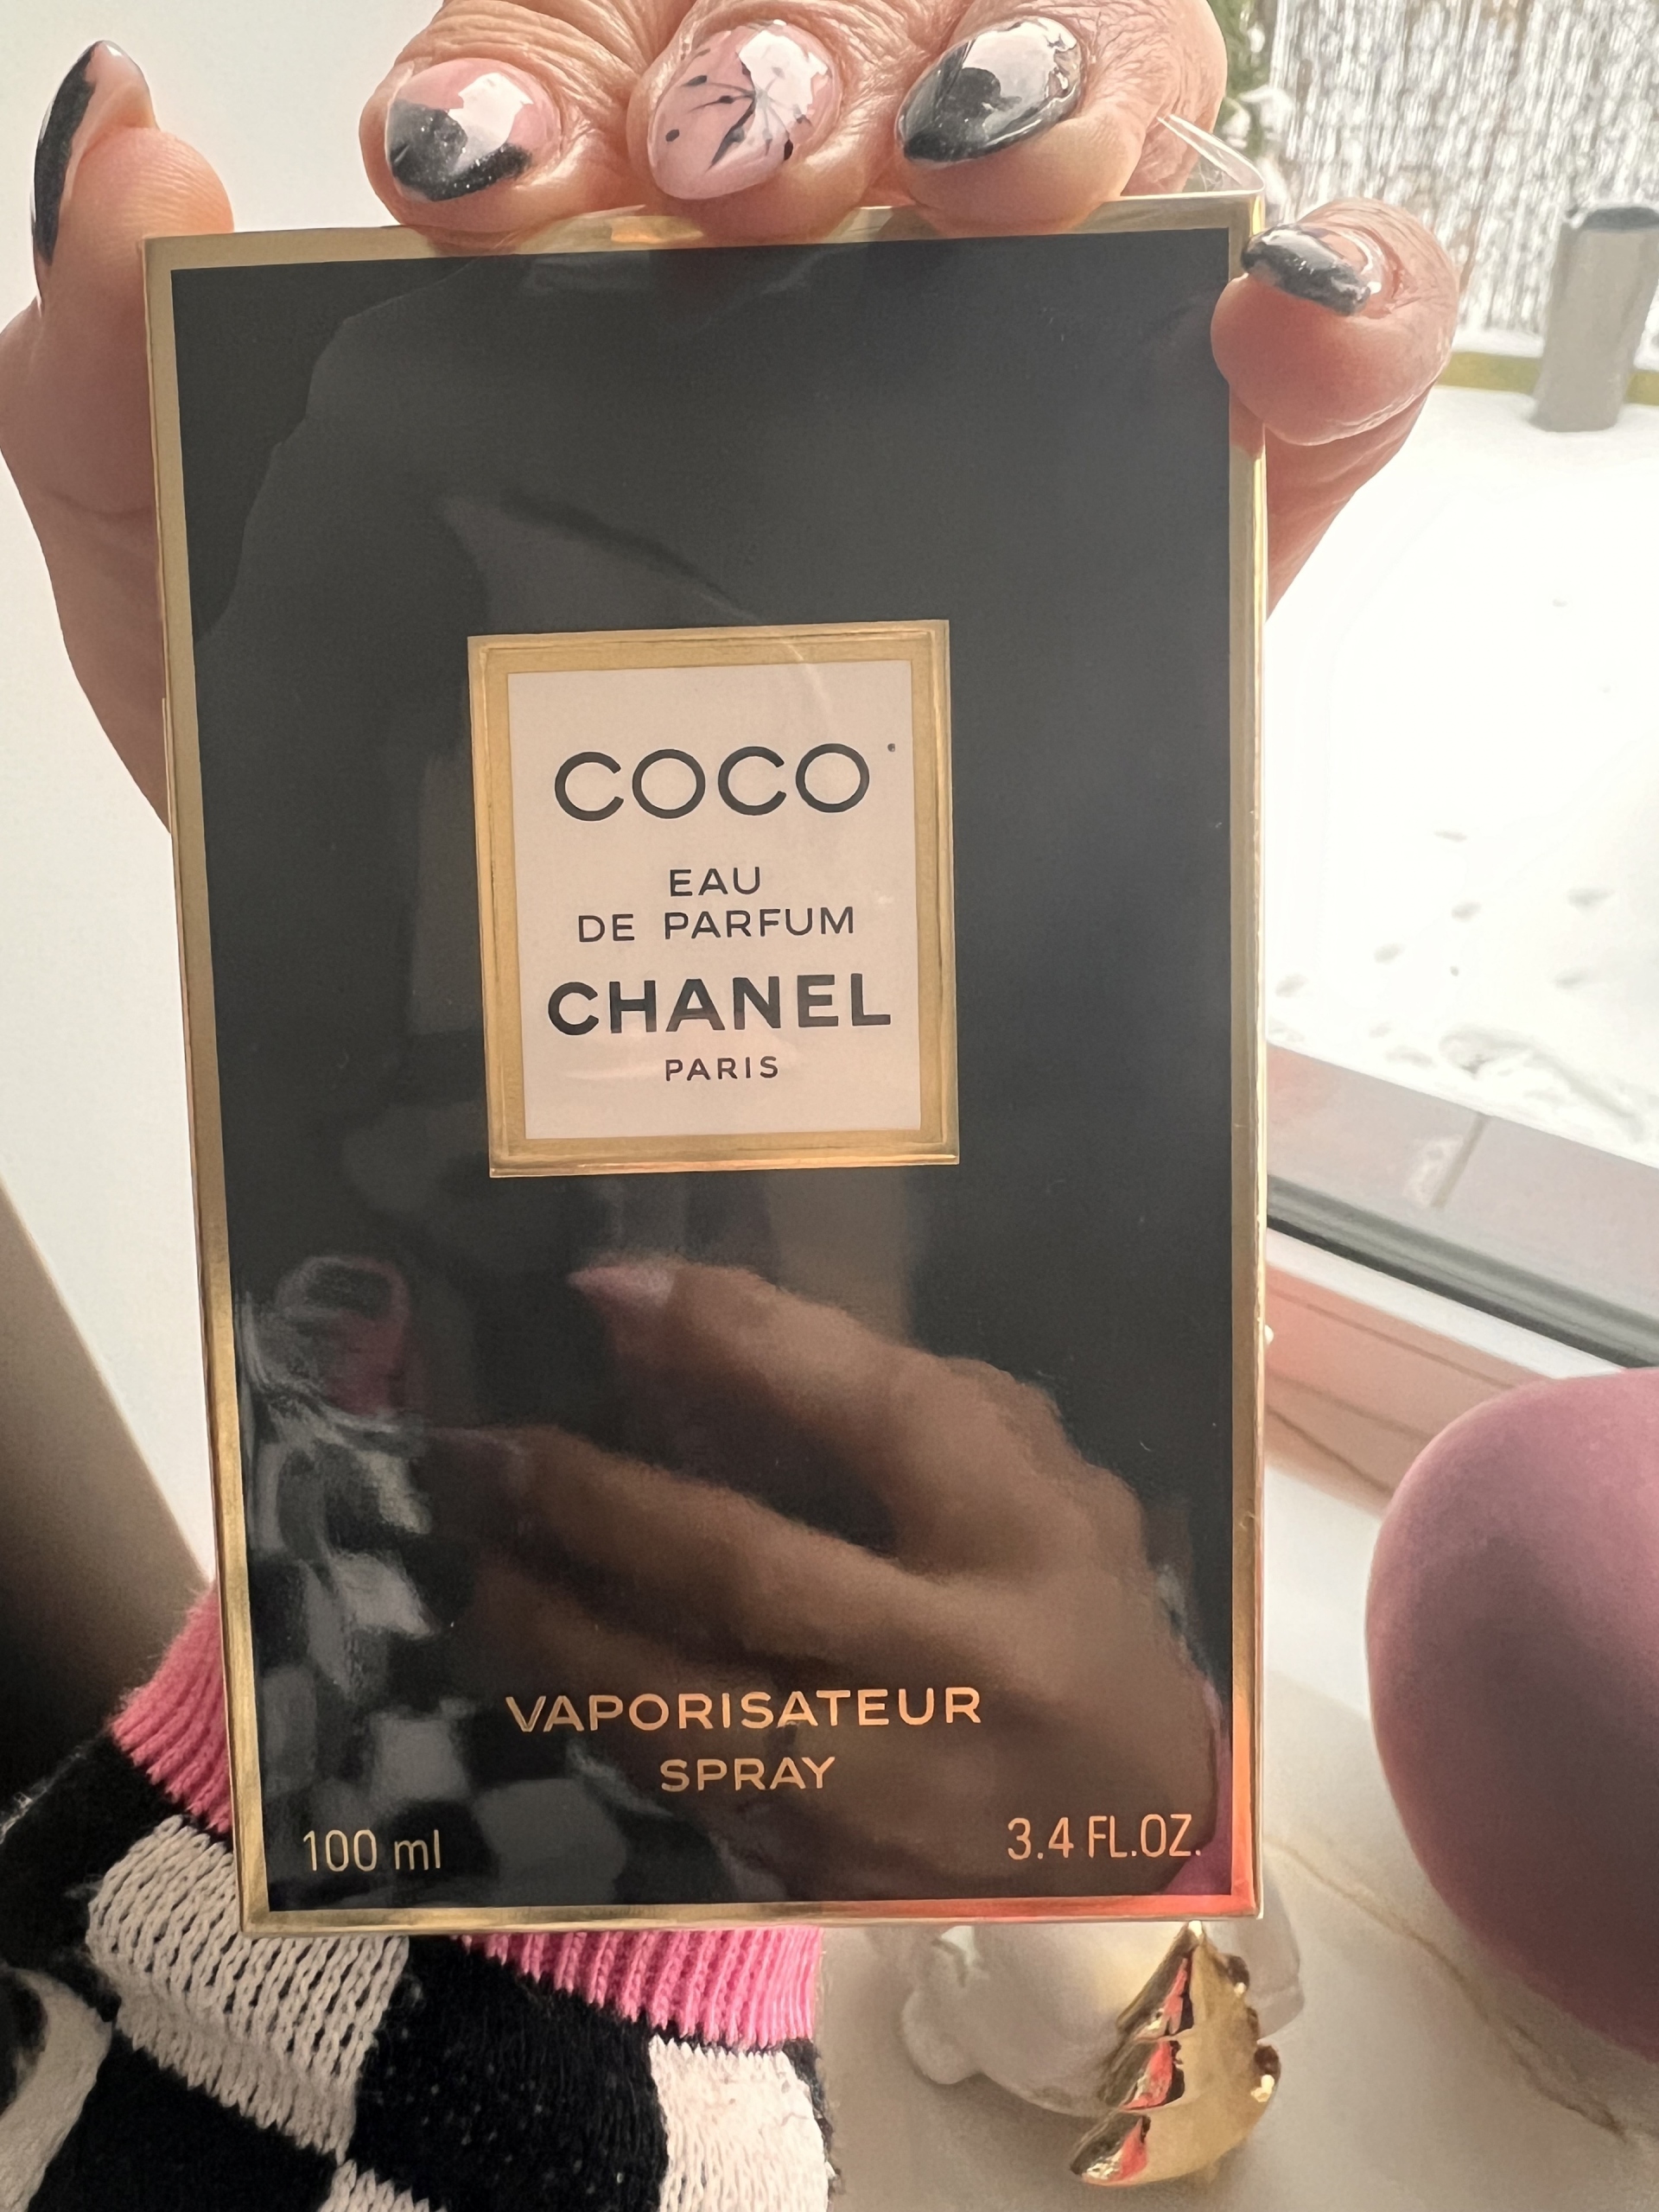 COCO
EAU
DE PARFUM
CHANEL
PARIS
VAPORISATEUR
SPRAY
100 ml
3.4 FL.OZ.